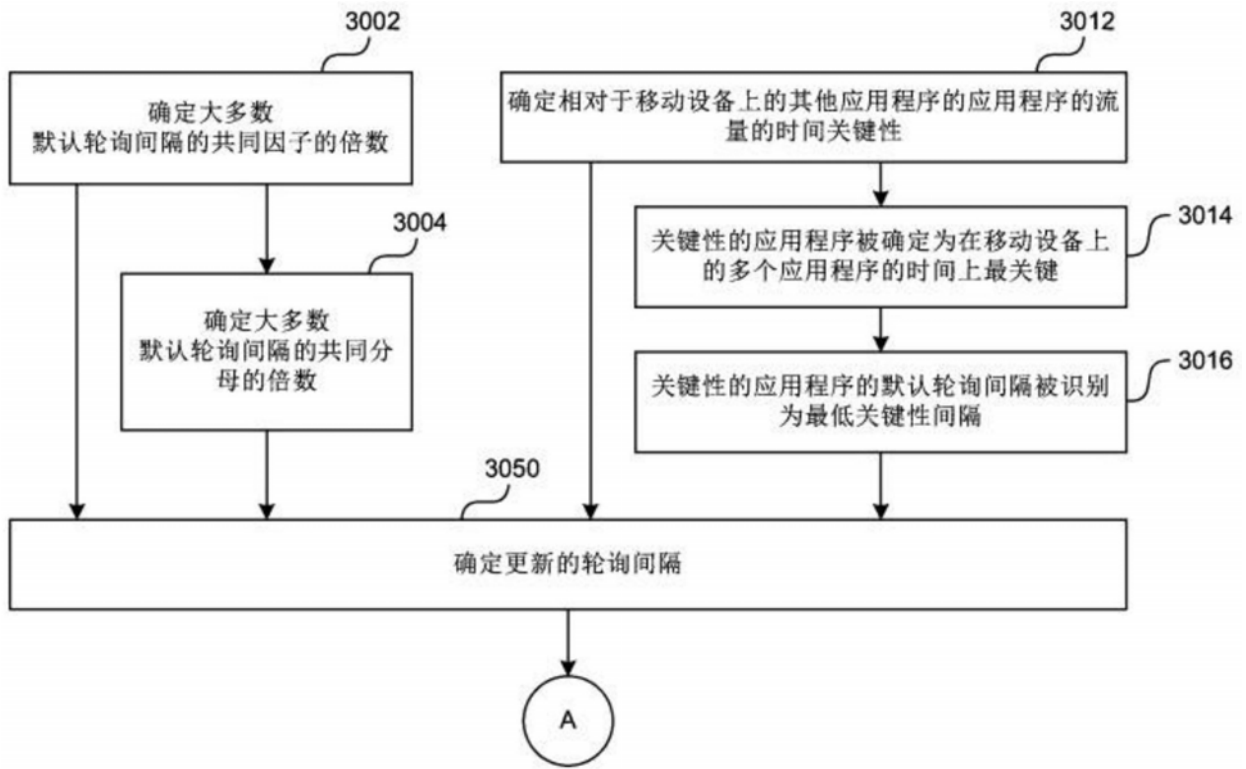 3002
确定大多数
默认轮询间隔的共同因子的倍数
3004
确定大多数
默认轮询间隔的共同分
母的倍数
3012
确定相对于移动设备上的其他应用程序的应用程序的流
量的时间关键性
3014
关键性的应用程序被确定为在移动设备上
的多个应用程序的时间上最关键
3016
关键性的应用程序的默认轮询间隔被识别
为最低关键性间隔
3050
确定更新的轮询间隔
A